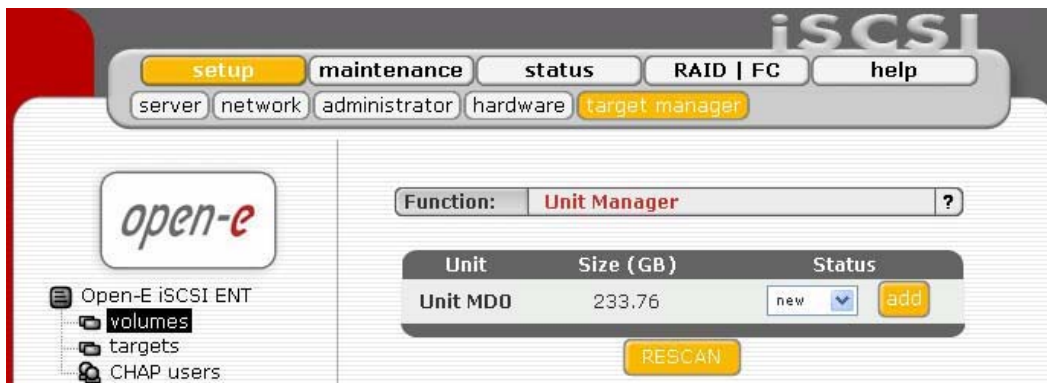 iSCSI
setup maintenance status RAID | FC help
server network administrator hardware target manager
open-e
Function: Unit Manager ?
Unit Size (GB) Status
Unit MD0 233.76 new add
RESCAN
Open-E iSCSI ENT
volumes
targets
CHAP users